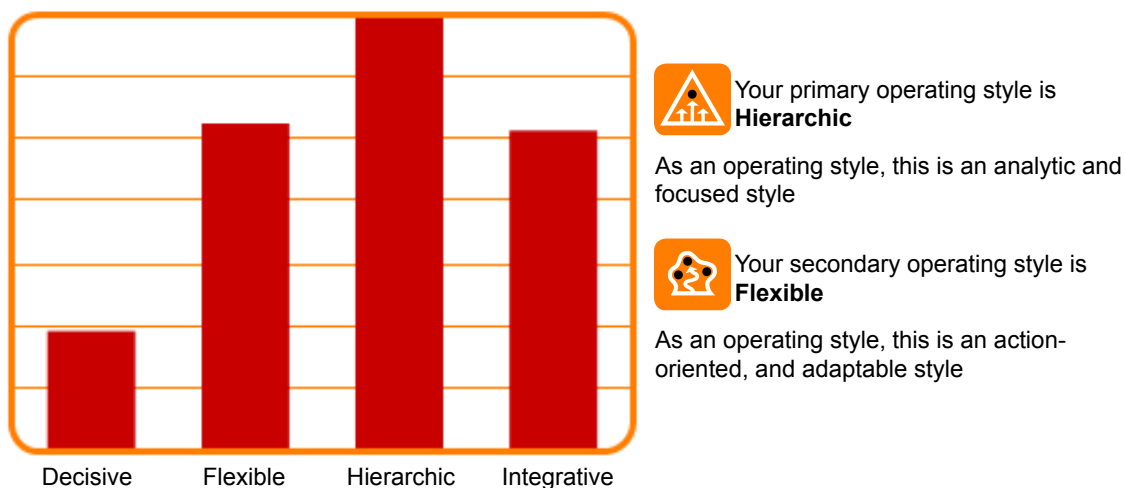 Your primary operating style is
Hierarchic
As an operating style, this is an analytic and
focused style
Your secondary operating style is
Flexible
As an operating style, this is an action-
oriented, and adaptable style
Decisive Flexible Hierarchic Integrative